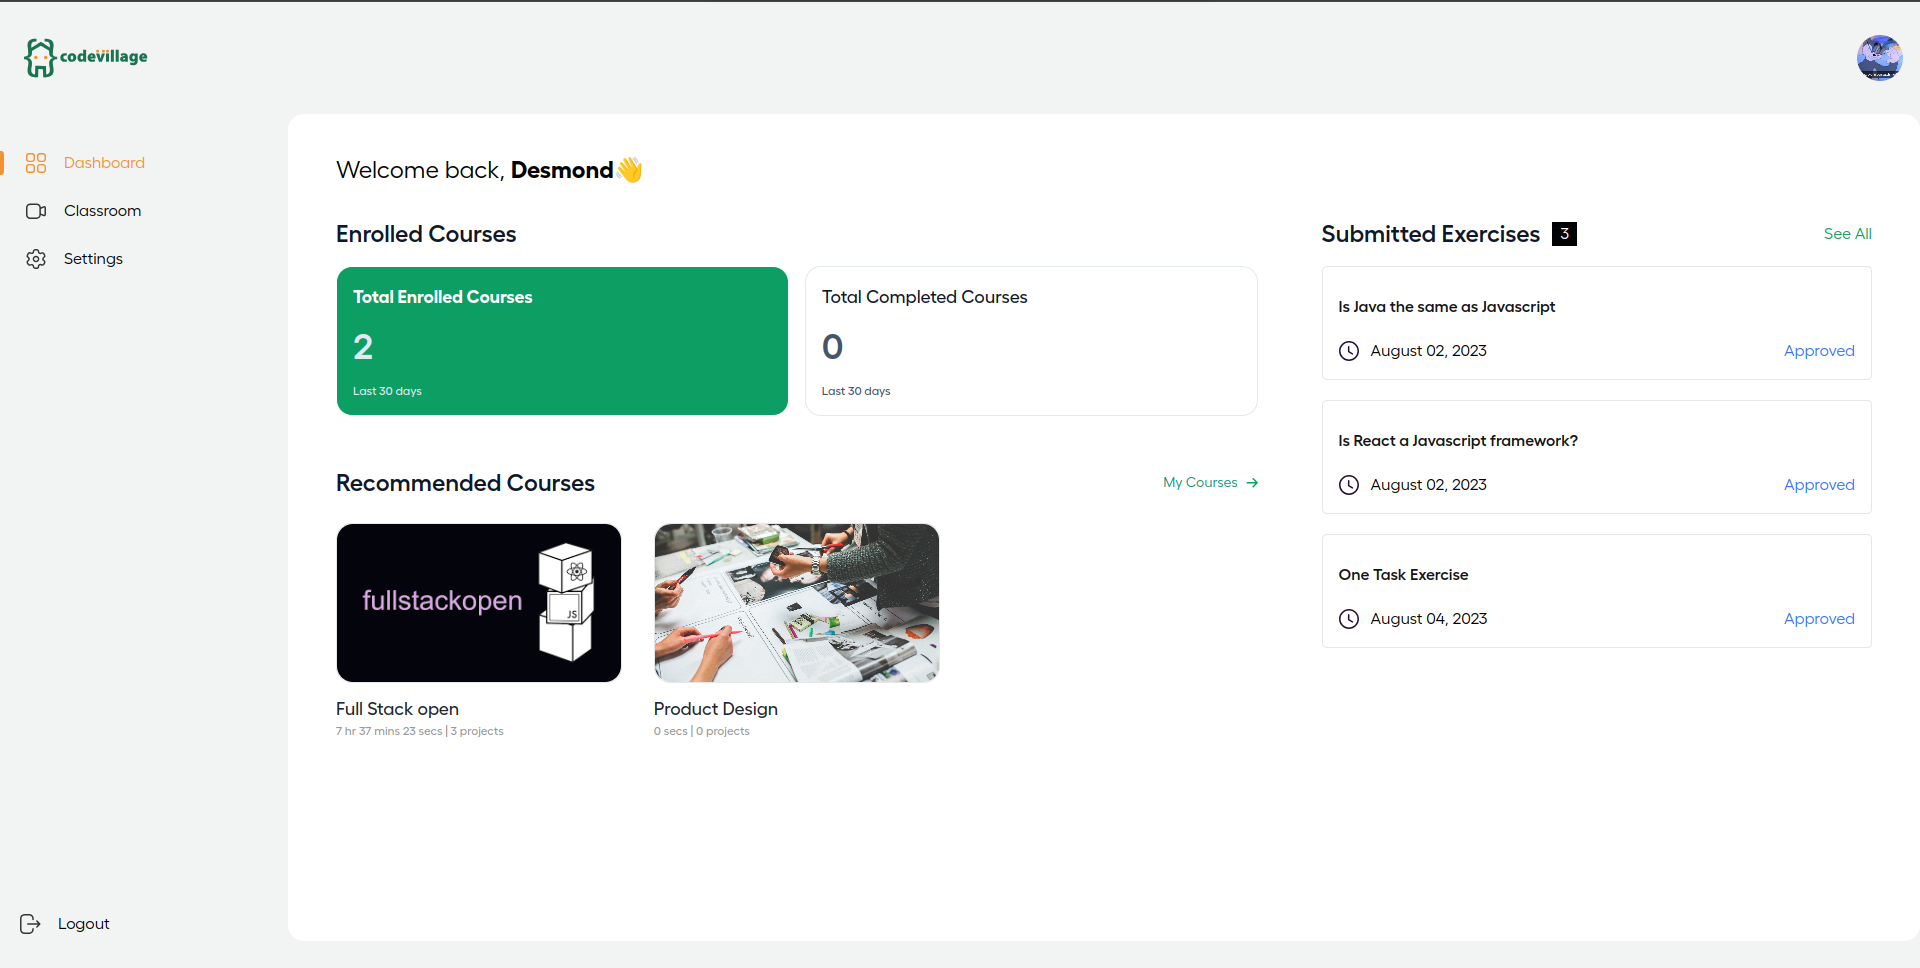 codevillage
Dashboard
Classroom
Settings
Logout
Welcome back, Desmond👋
Enrolled Courses
Total Enrolled Courses
2
Last 30 days
Total Completed Courses
0
Last 30 days
Recommended Courses
My Courses →
fullstackopen
JS
Full Stack open
7 hr 37 mins 23 secs | 3 projects
Product Design
0 secs | 0 projects
Submitted Exercises 3
See All
Is Java the same as Javascript
August 02, 2023
Approved
Is React a Javascript framework?
August 02, 2023
Approved
One Task Exercise
August 04, 2023
Approved